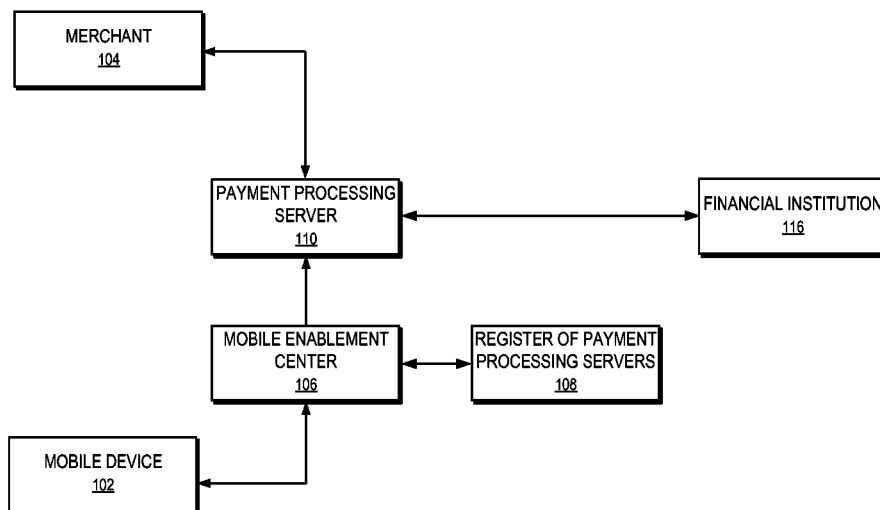 MERCHANT
104
PAYMENT PROCESSING
SERVER
110
FINANCIAL INSTITUTION
116
MOBILE ENABLEMENT
CENTER
106
REGISTER OF PAYMENT
PROCESSING SERVERS
108
MOBILE DEVICE
102